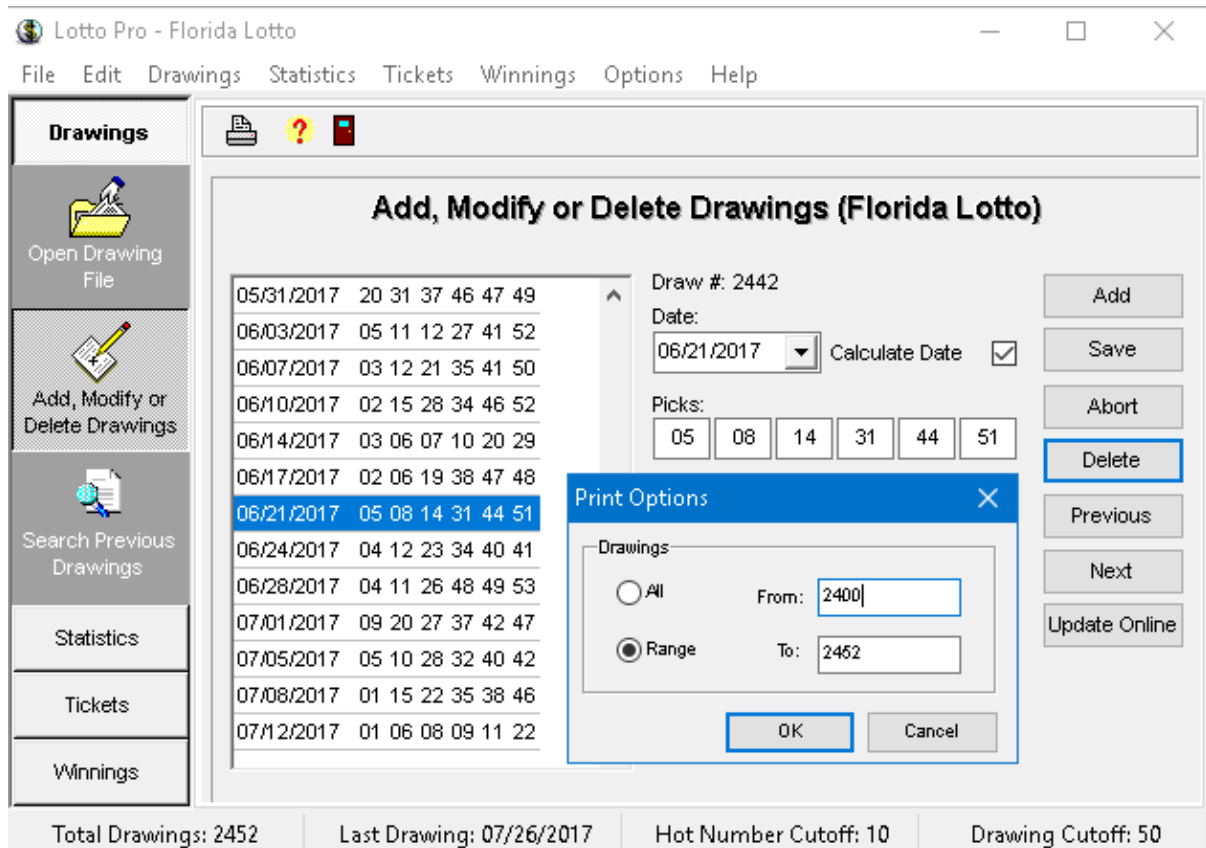 Lotto Pro - Florida Lotto
File Edit Drawings Statistics Tickets Winnings Options Help
Drawings
Open Drawing
File
Add, Modify or
Delete Drawings
Search Previous
Drawings
Statistics
Tickets
Winnings
Add, Modify or Delete Drawings (Florida Lotto)
05/31/2017 20 31 37 46 47 49
06/03/2017 05 11 12 27 41 52
06/07/2017 03 12 21 35 41 50
06/10/2017 02 15 28 34 46 52
06/14/2017 03 06 07 10 20 29
06/17/2017 02 06 19 38 47 48
06/21/2017 05 08 14 31 44 51
06/24/2017 04 12 23 34 40 41
06/28/2017 04 11 26 48 49 53
07/01/2017 09 20 27 37 42 47
07/05/2017 05 10 28 32 40 42
07/08/2017 01 15 22 35 38 46
07/12/2017 01 06 08 09 11 22
Draw #: 2442
Date:
06/21/2017 Calculate Date
Picks:
05 08 14 31 44 51
Add
Save
Abort
Delete
Previous
Next
Update Online
Print Options
Drawings
All From: 2400
Range To: 2452
OK Cancel
Total Drawings: 2452 Last Drawing: 07/26/2017 Hot Number Cutoff: 10 Drawing Cutoff: 50